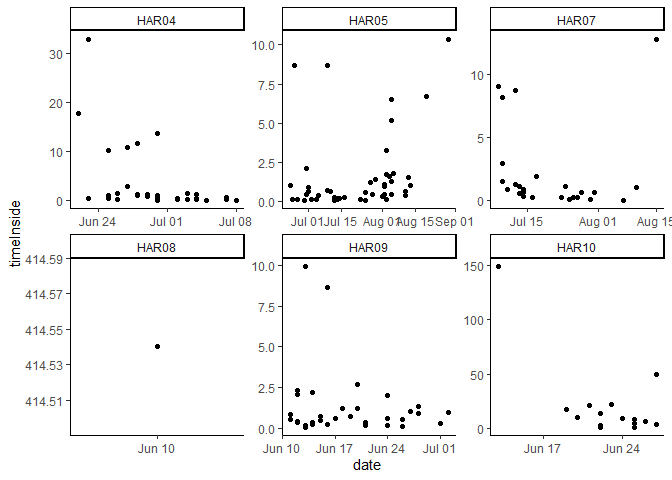 HAR04 HAR05 HAR07
30
20
10
0
Jun 24 Jul 01 Jul 08
10.0
7.5
5.0
2.5
0.0
Jul 01 Jul 15 Aug 01 Aug 15 Sep 01
10
5
0
Jul 15 Aug 01 Aug 15
timeInside
HAR08 HAR09 HAR10
414.59
414.57
414.55
414.53
414.51
Jun 10
10.0
7.5
5.0
2.5
0.0
Jun 10 Jun 17 Jun 24 Jul 01
150
100
50
0
Jun 17 Jun 24
date